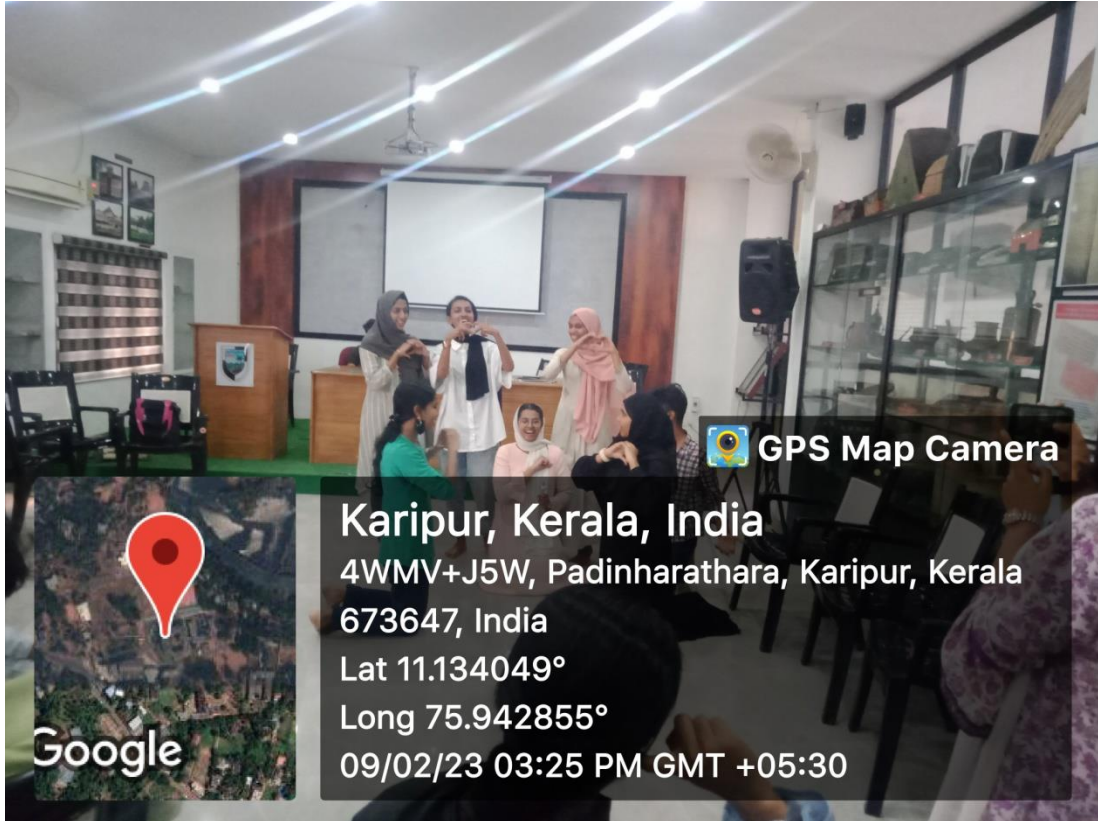 GPS Map Camera
Karipur, Kerala, India
4WMV+J5W, Padinharathara, Karipur, Kerala
673647, India
Lat 11.134049°
Long 75.942855°
09/02/23 03:25 PM GMT +05:30
Google